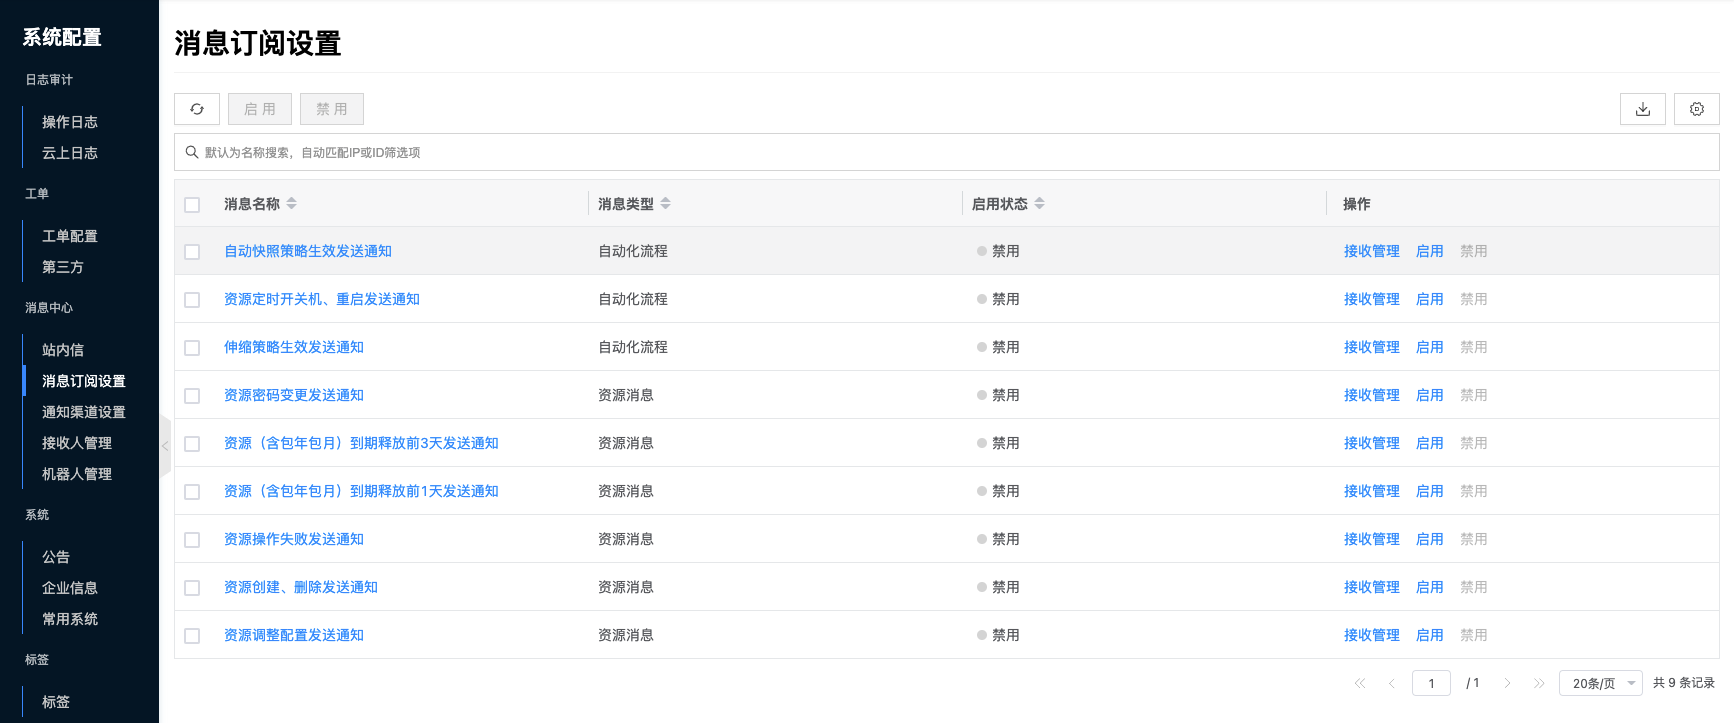 系统配置
日志审计
操作日志
云上日志
工单
工单配置
第三方
消息中心
站内信
消息订阅设置
通知渠道设置
接收人管理
机器人管理
系统
公告
企业信息
常用系统
标签
标签
消息订阅设置
启 用 禁 用
默认为名称搜索，自动匹配IP或ID筛选项
消息名称 消息类型 启用状态 操作
自动快照策略生效发送通知 自动化流程 禁用 接收管理 启用 禁用
资源定时开关机、重启发送通知 自动化流程 禁用 接收管理 启用 禁用
伸缩策略生效发送通知 自动化流程 禁用 接收管理 启用 禁用
资源密码变更发送通知 资源消息 禁用 接收管理 启用 禁用
资源（含包年包月）到期释放前3天发送通知 资源消息 禁用 接收管理 启用 禁用
资源（含包年包月）到期释放前1天发送通知 资源消息 禁用 接收管理 启用 禁用
资源操作失败发送通知 资源消息 禁用 接收管理 启用 禁用
资源创建、删除发送通知 资源消息 禁用 接收管理 启用 禁用
资源调整配置发送通知 资源消息 禁用 接收管理 启用 禁用
1 / 1 20条/页 共 9 条记录